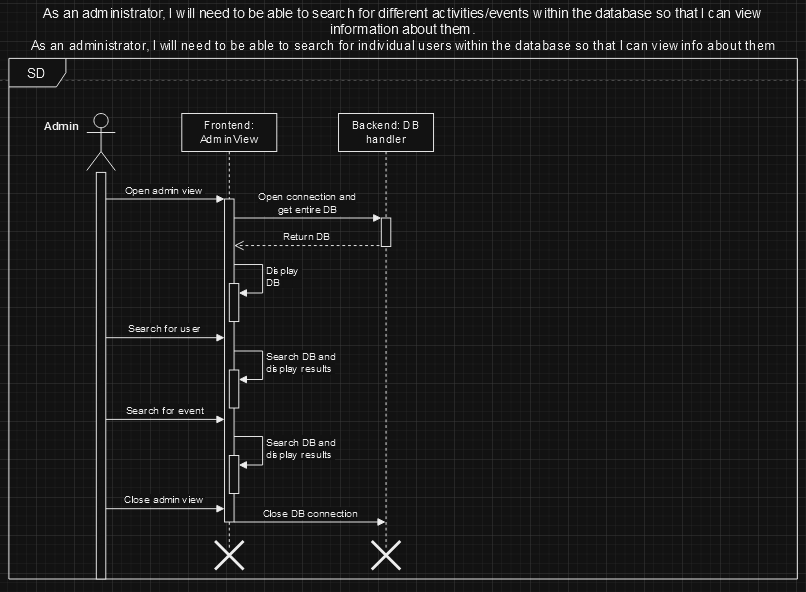 As an administrator, I will need to be able to search for different activities/events within the database so that I can view
information about them.
As an administrator, I will need to be able to search for individual users within the database so that I can view info about them
SD
Admin
Frontend:
AdminView
Backend: DB
handler
Open admin view
Open connection and
get entire DB
Return DB
Display
DB
Search for user
Search DB and
display results
Search for event
Search DB and
display results
Close admin view
Close DB connection